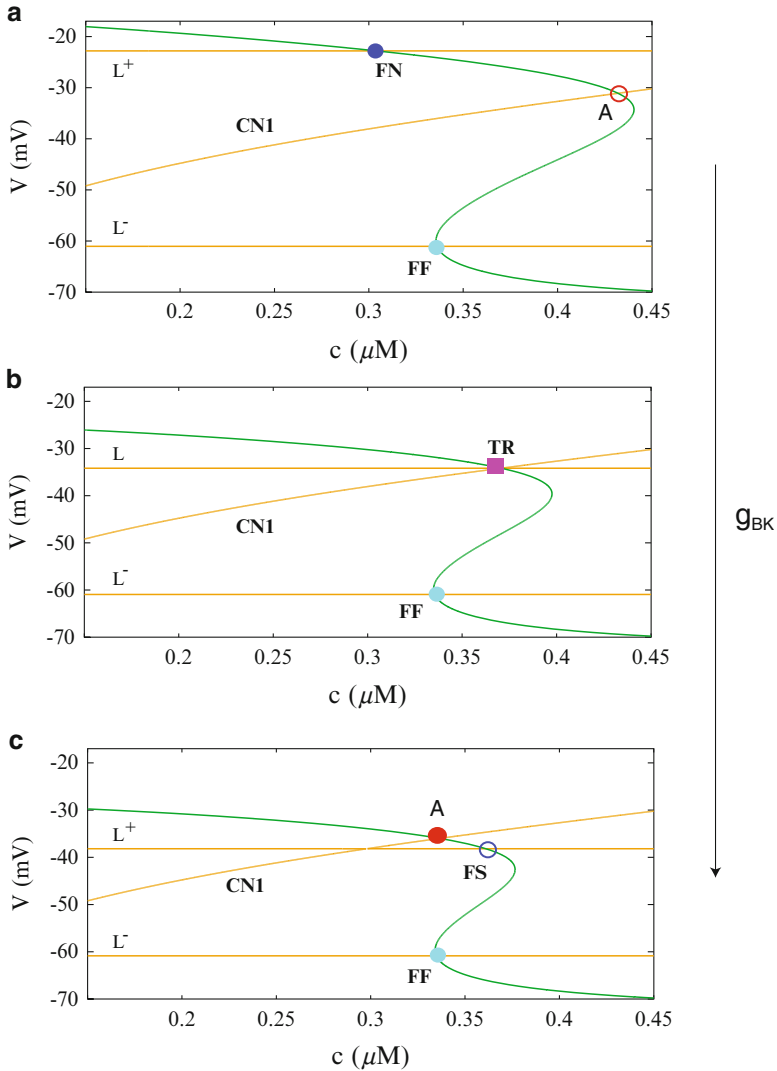 a
-20
-30
-40
-50
-60
-70
V (mV)
L+
FN
A
CN1
L-
FF
0.2
0.25
0.3
0.35
0.4
0.45
c (μM)
b
-20
-30
-40
-50
-60
-70
V (mV)
L
TR
CN1
L-
FF
0.2
0.25
0.3
0.35
0.4
0.45
c (μM)
gBK
c
-20
-30
-40
-50
-60
-70
V (mV)
L+
A
FS
CN1
L-
FF
0.2
0.25
0.3
0.35
0.4
0.45
c (μM)